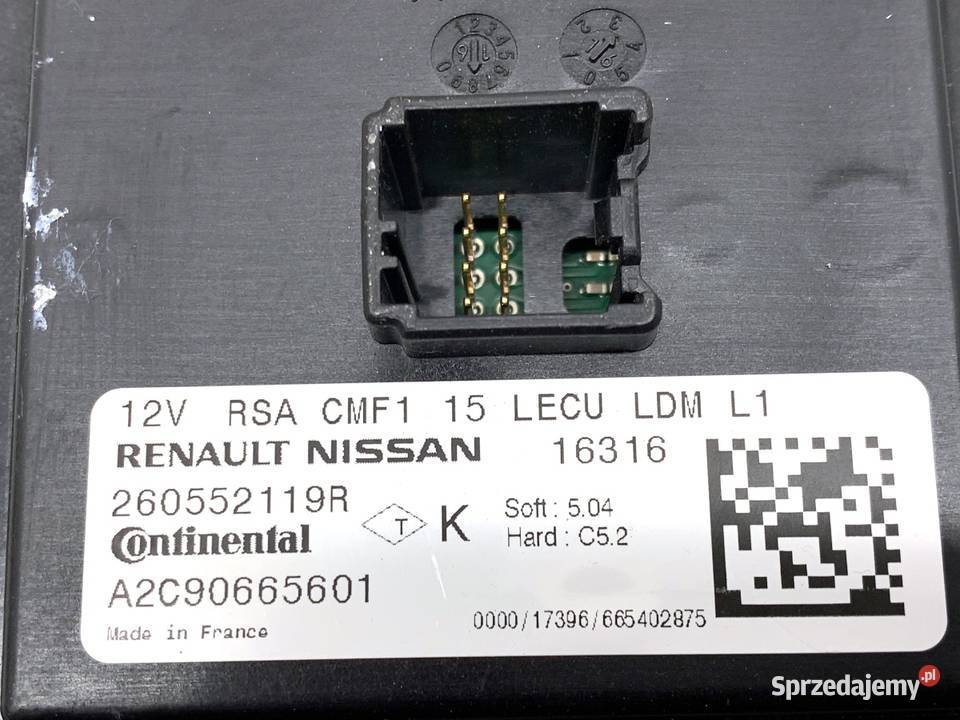 12V RSA CMF1 15 LECU LDM L1
RENAULT NISSAN 16316
260552119R
Continental
T K
Soft : 5.04
Hard : C5.2
A2C90665601
0000/17396/665402875
Made in France
Sprzedajemy.pl